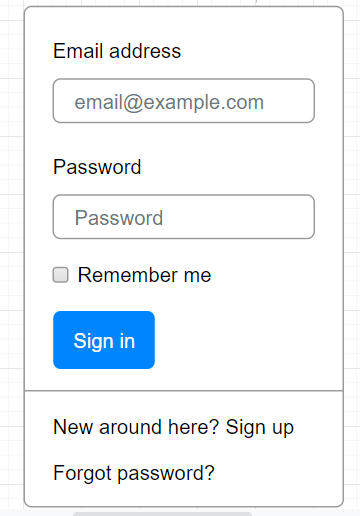 Email address
email@example.com
Password
Password
Remember me
Sign in
New around here? Sign up
Forgot password?